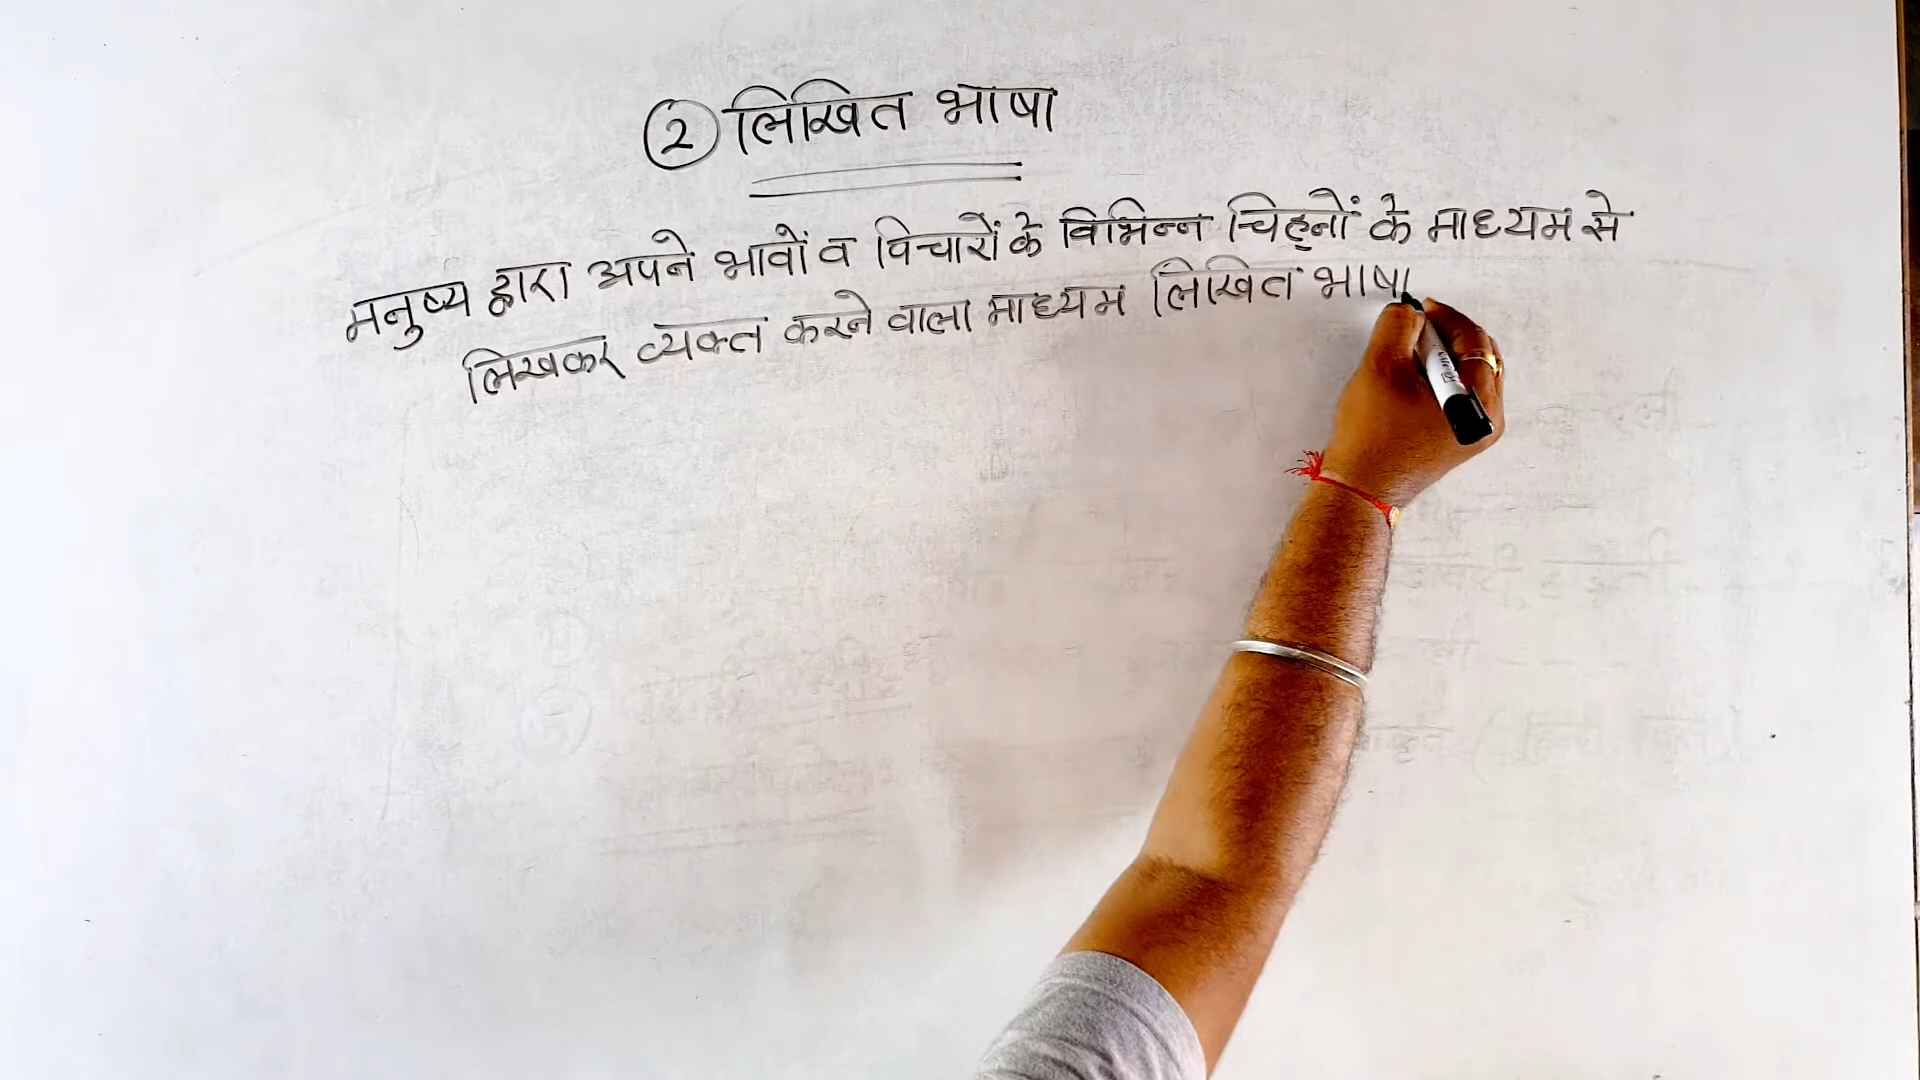 ② लिखित भाषा
मनुष्य द्वारा अपने भावों व विचारों के विभिन्न चिह्नों के माध्यम से
लिखकर व्यक्त करने वाला माध्यम लिखित भाषा